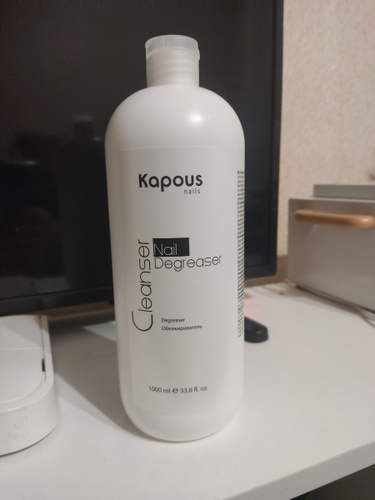 Kapous
nails
Cleanser
Nail
Degreaser
Degreaser
Обезжириватель
1000 ml ℮ 33.8 fl. oz.